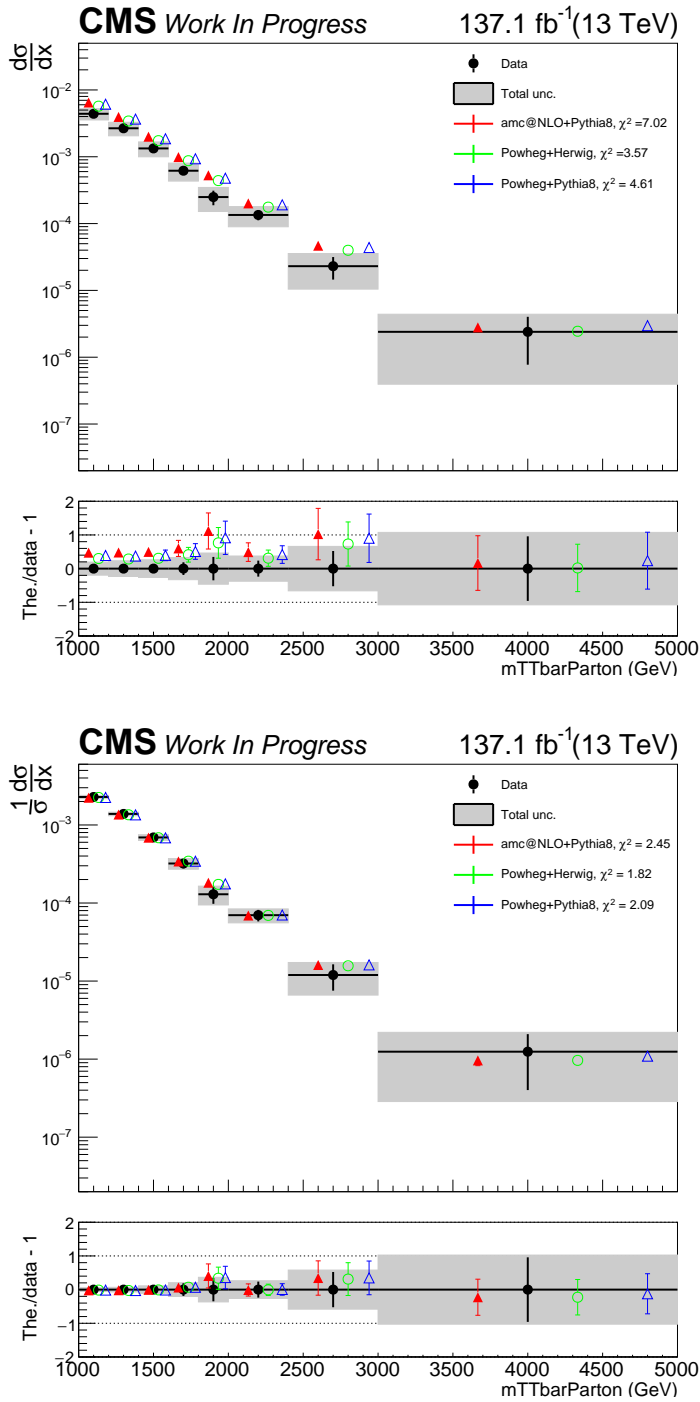 CMS Work In Progress 137.1 fb⁻¹(13 TeV)
dσ
dx
Data
Total unc.
amc@NLO+Pythia8, χ² =7.02
Powheg+Herwig, χ² =3.57
Powheg+Pythia8, χ² = 4.61
10⁻²
10⁻³
10⁻⁴
10⁻⁵
10⁻⁶
10⁻⁷
The./data - 1
2
1
0
−1
−2
1000 1500 2000 2500 3000 3500 4000 4500 5000
mTTbarParton (GeV)
CMS Work In Progress 137.1 fb⁻¹(13 TeV)
1 dσ
σ dx
Data
Total unc.
amc@NLO+Pythia8, χ² = 2.45
Powheg+Herwig, χ² = 1.82
Powheg+Pythia8, χ² = 2.09
10⁻³
10⁻⁴
10⁻⁵
10⁻⁶
10⁻⁷
The./data - 1
2
1
0
−1
−2
1000 1500 2000 2500 3000 3500 4000 4500 5000
mTTbarParton (GeV)